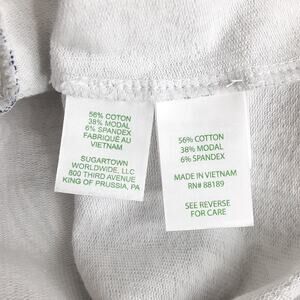 56% COTTON
38% MODAL
6% SPANDEX
FABRIQUÉ AU
VIETNAM
SUGARTOWN
WORLDWIDE, LLC
800 THIRD AVENUE
KING OF PRUSSIA, PA
56% COTTON
38% MODAL
6% SPANDEX
MADE IN VIETNAM
RN# 88189
SEE REVERSE
FOR CARE